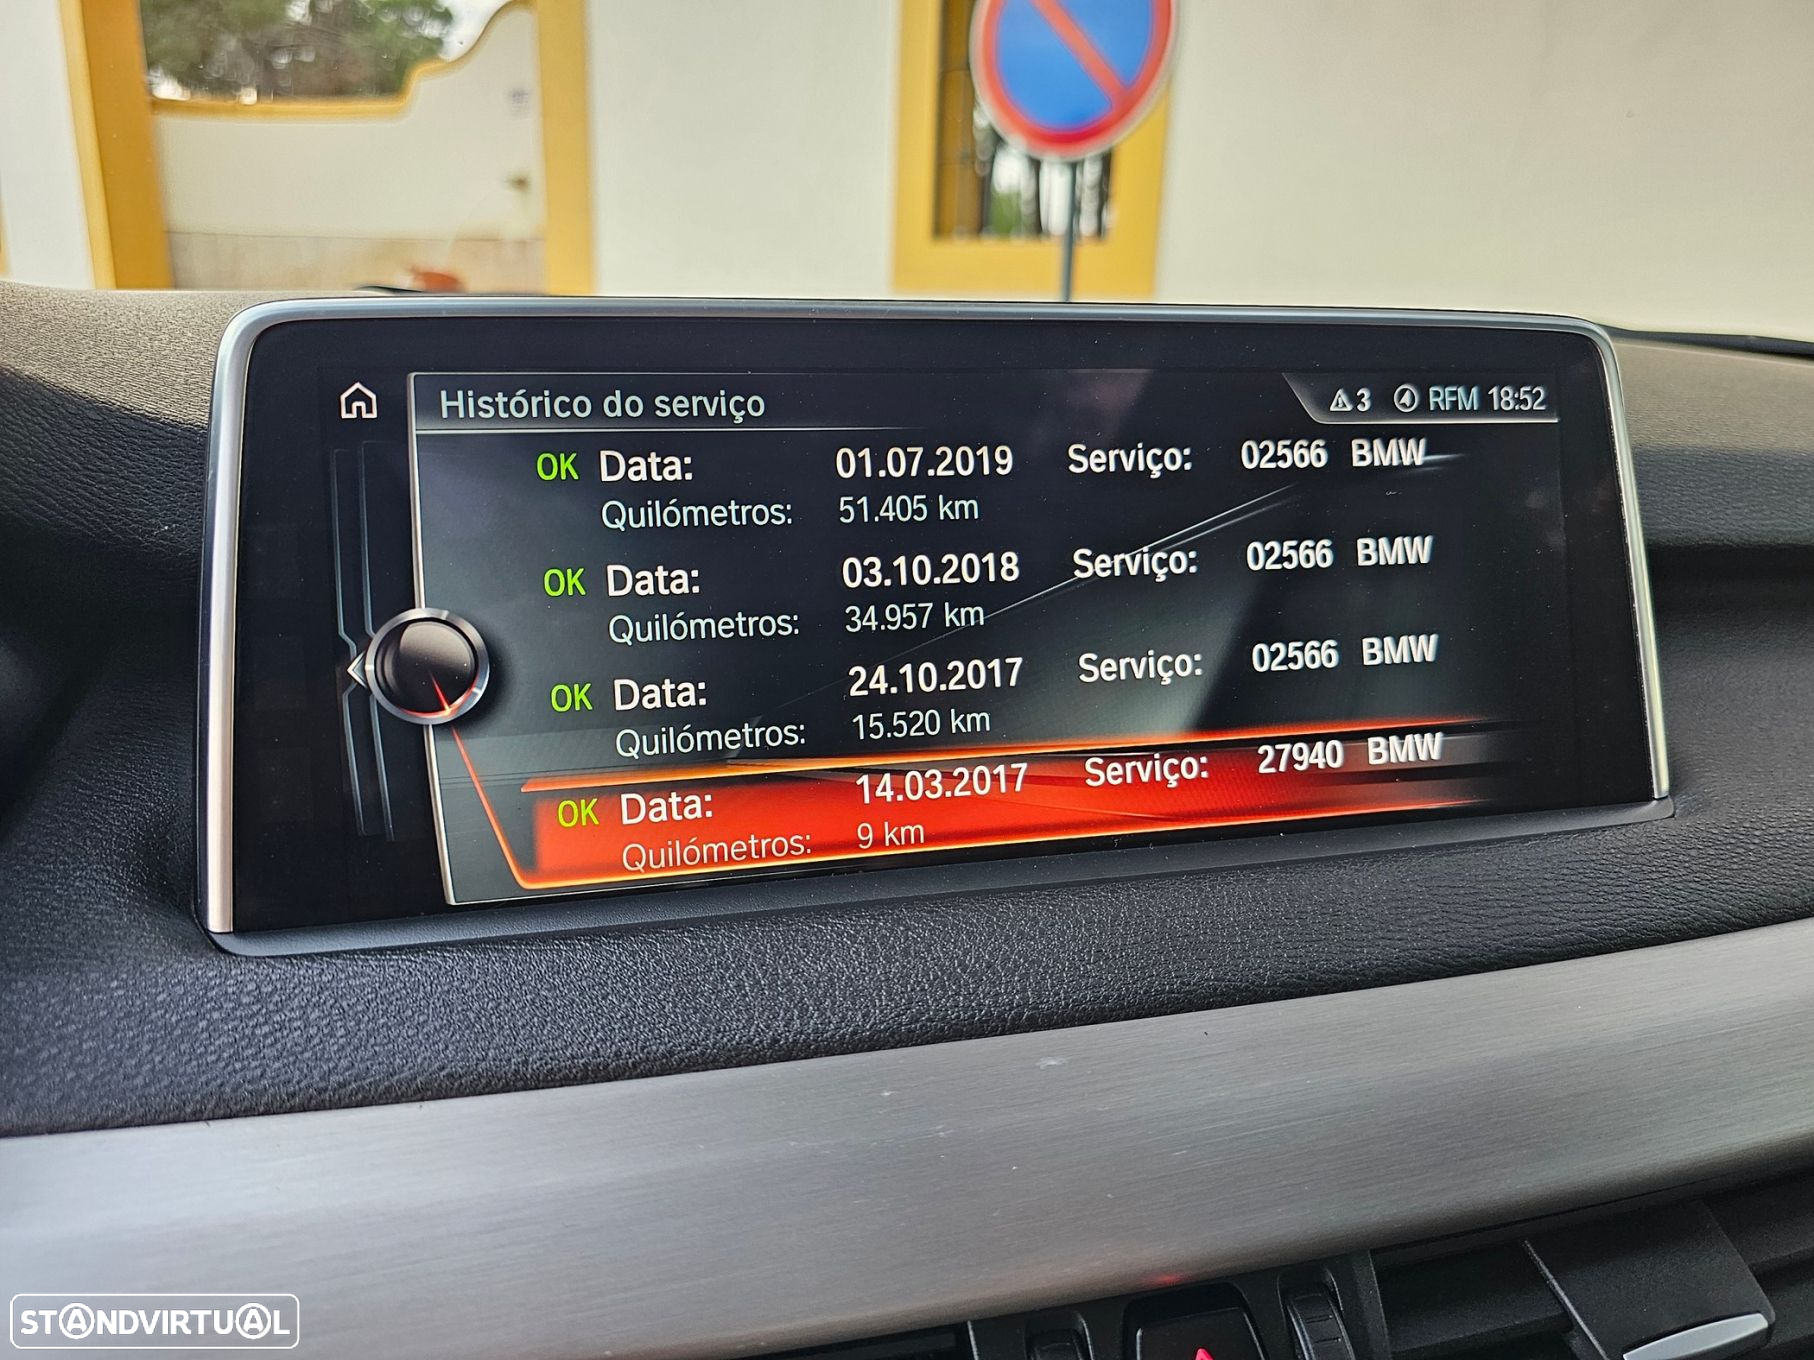 Histórico do serviço
3 RFM 18:52
OK Data: 01.07.2019 Serviço: 02566 BMW
Quilómetros: 51.405 km
OK Data: 03.10.2018 Serviço: 02566 BMW
Quilómetros: 34.957 km
OK Data: 24.10.2017 Serviço: 02566 BMW
Quilómetros: 15.520 km
OK Data: 14.03.2017 Serviço: 27940 BMW
Quilómetros: 9 km
STANDVIRTUAL